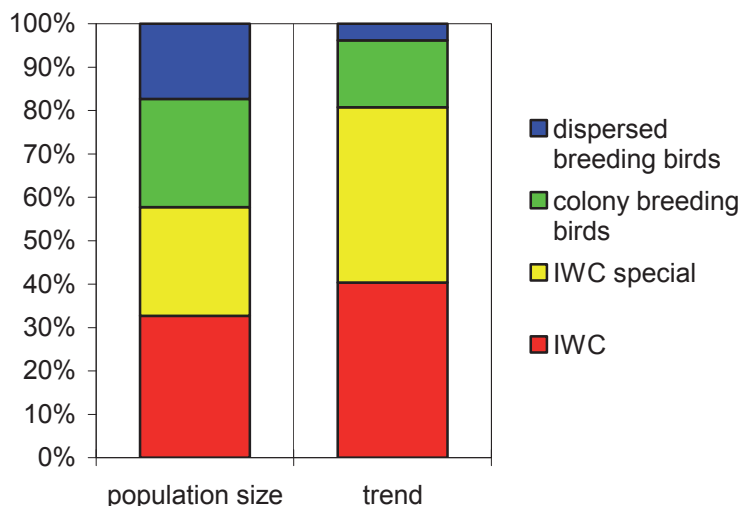 100%
90%
80%
70%
60%
50%
40%
30%
20%
10%
0%
population size
trend
dispersed
breeding birds
colony breeding
birds
IWC special
IWC